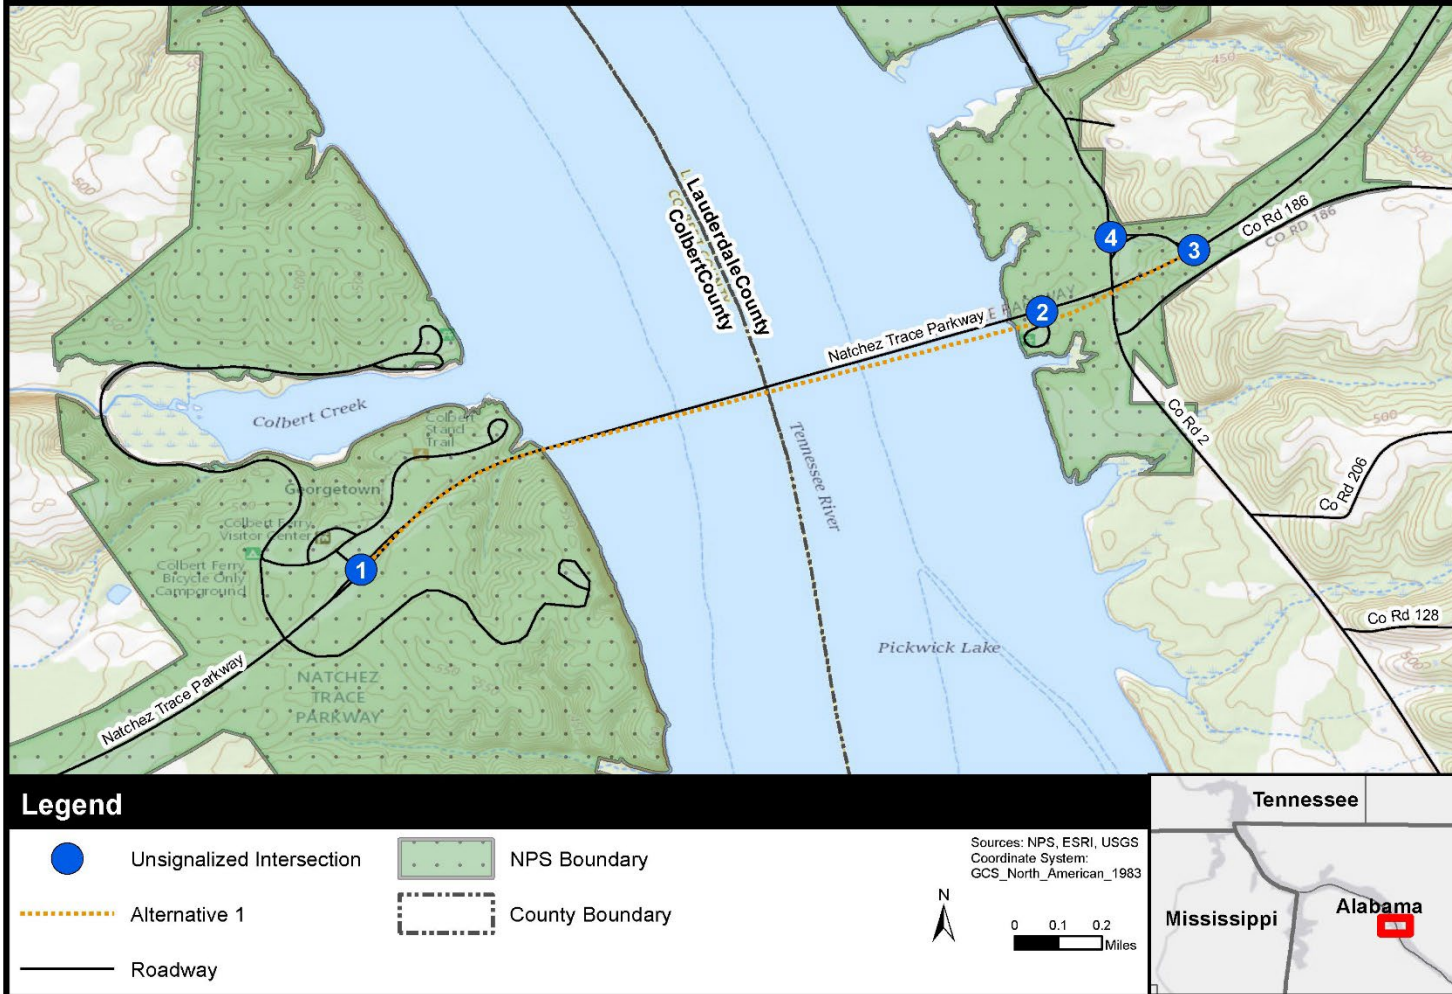 500
450
500
Lauderdale County
Colbert County
4
3
Co Rd 186
CO RD 186
2
Natchez Trace Parkway
Colbert Creek
Colbert
Stand
Trail
Tennessee River
Co Rd 2
500
Co Rd 206
Georgetown
Colbert Ferry
Visitor Center
1
Colbert Ferry
Bicycle Only
Campground
Co Rd 128
500
Pickwick Lake
NATCHEZ
TRACE
PARKWAY
Natchez Trace Parkway
550
550
Legend
Unsignalized Intersection
Alternative 1
Roadway
NPS Boundary
County Boundary
Sources: NPS, ESRI, USGS
Coordinate System:
GCS_North_American_1983
N
0 0.1 0.2
Miles
Tennessee
Mississippi
Alabama